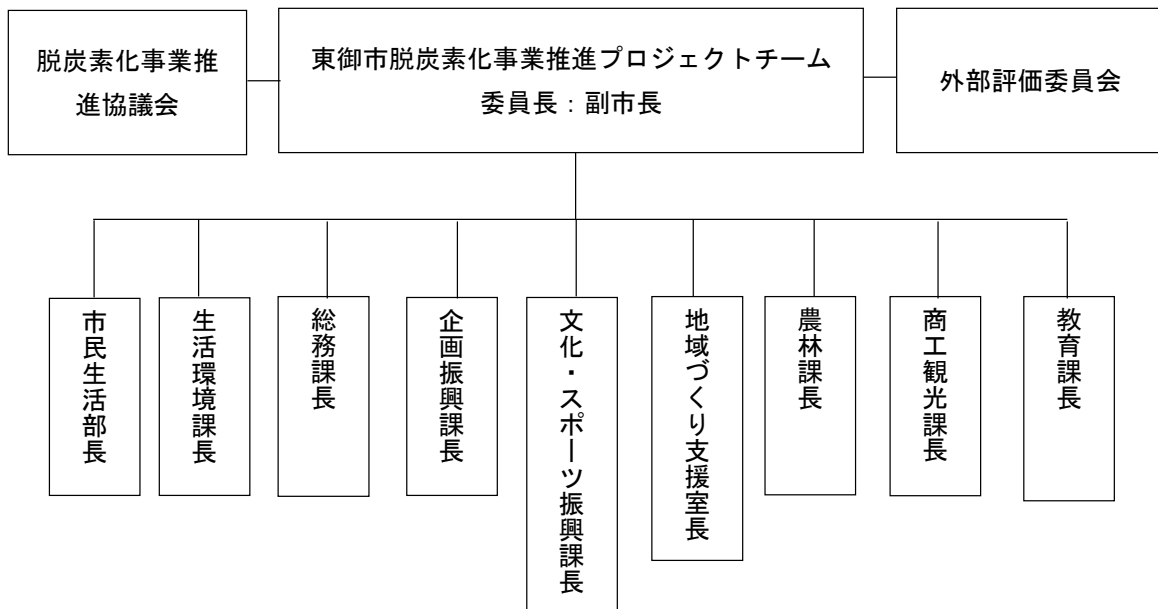 脱炭素化事業推
進協議会
東御市脱炭素化事業推進プロジェクトチーム
委員長：副市長
外部評価委員会
市民生活部長
生活環境課長
総務課長
企画振興課長
文化・スポーツ振興課長
地域づくり支援室長
農林課長
商工観光課長
教育課長